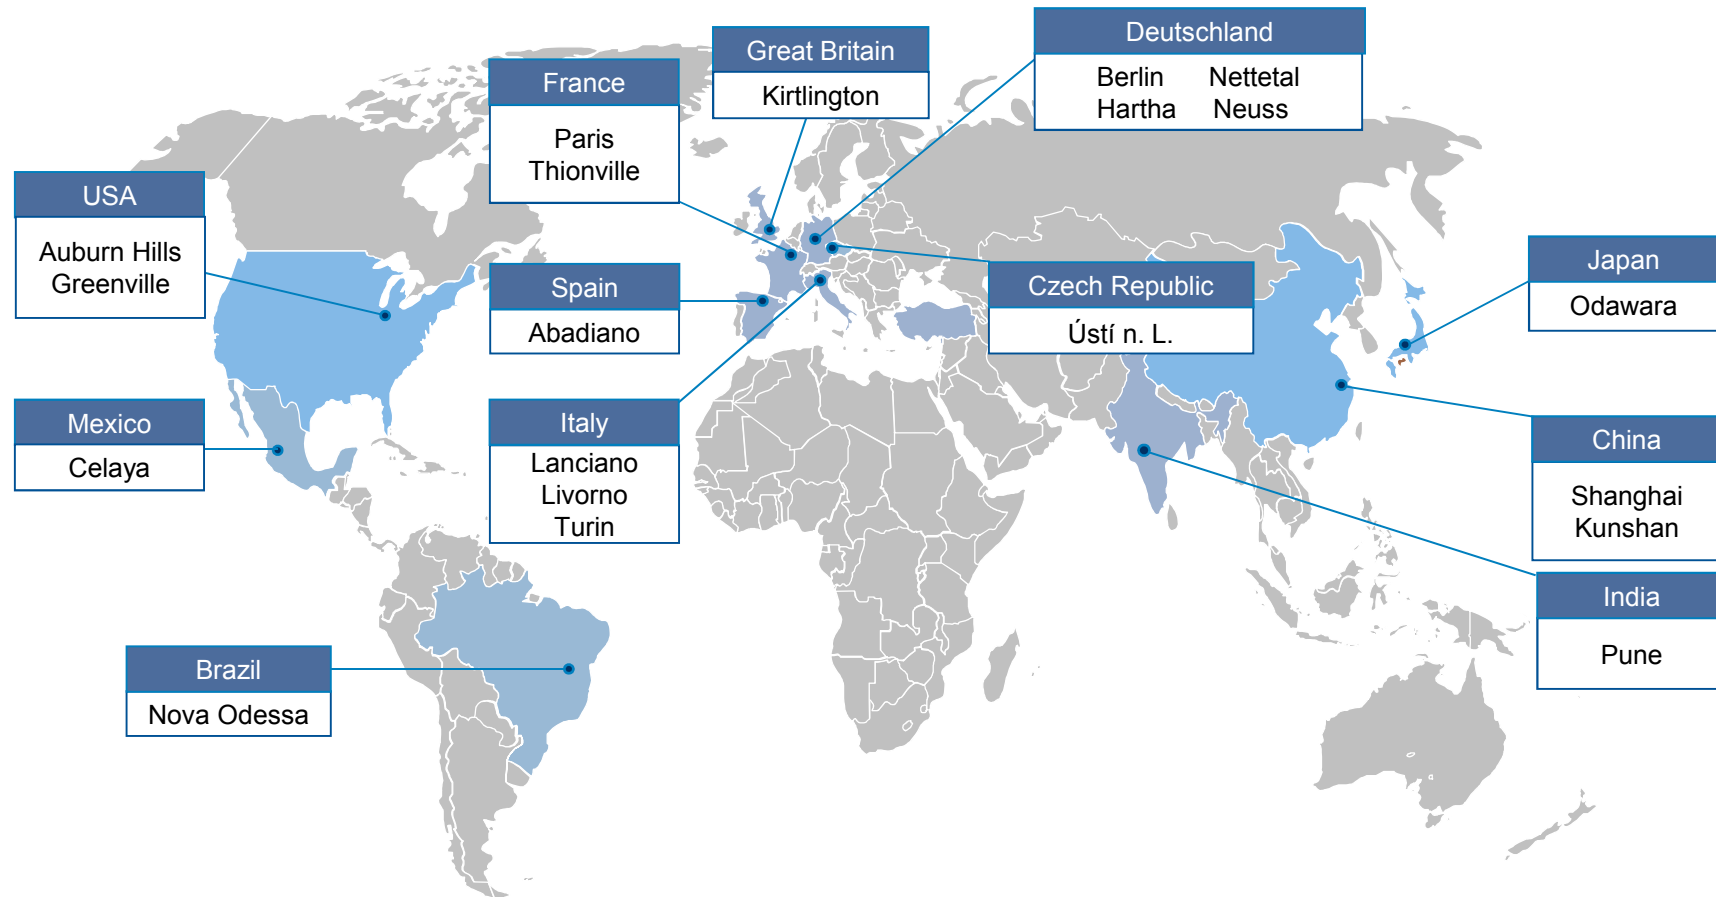 Deutschland
Berlin Nettetal
Hartha Neuss
Great Britain
Kirtlington
France
Paris
Thionville
USA
Auburn Hills
Greenville
Spain
Abadiano
Czech Republic
Ústí n. L.
Japan
Odawara
Mexico
Celaya
Italy
Lanciano
Livorno
Turin
China
Shanghai
Kunshan
India
Pune
Brazil
Nova Odessa